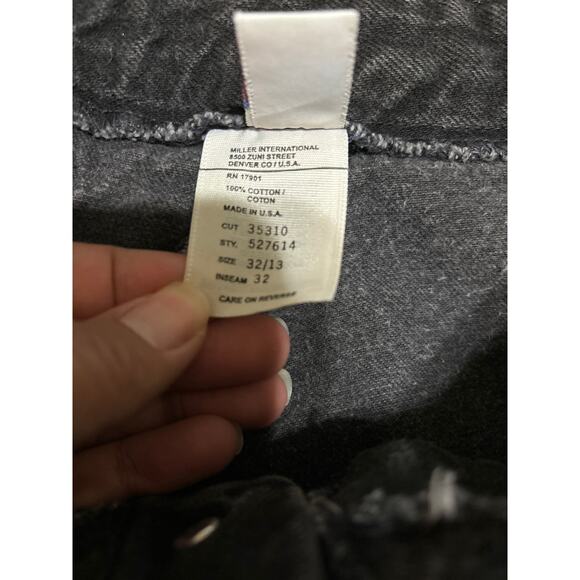 MILLER INTERNATIONAL
8500 ZUNI STREET
DENVER CO / U.S.A.
RN 17901
100% COTTON /
COTON
MADE IN U.S.A.
CUT 35310
STY. 527614
SIZE 32/13
INSEAM 32
CARE ON REVERSE